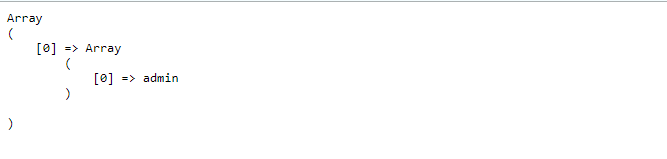 Array
(
    [0] => Array
        (
            [0] => admin
        )

)